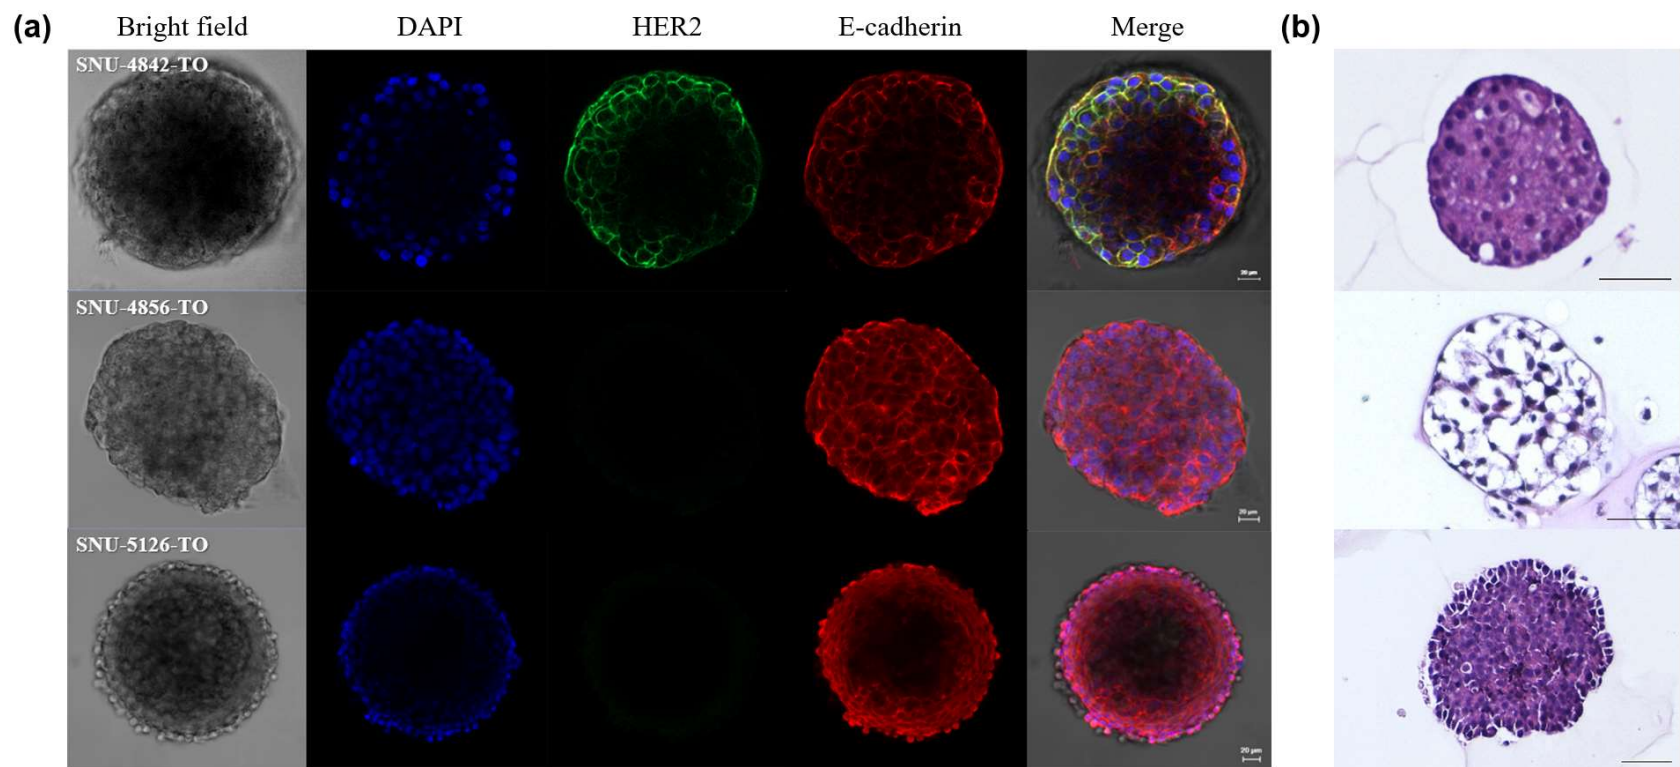 (a) Bright field DAPI HER2 E-cadherin Merge (b)
SNU-4842-TO
20 µm
SNU-4856-TO
20 µm
SNU-5126-TO
20 µm